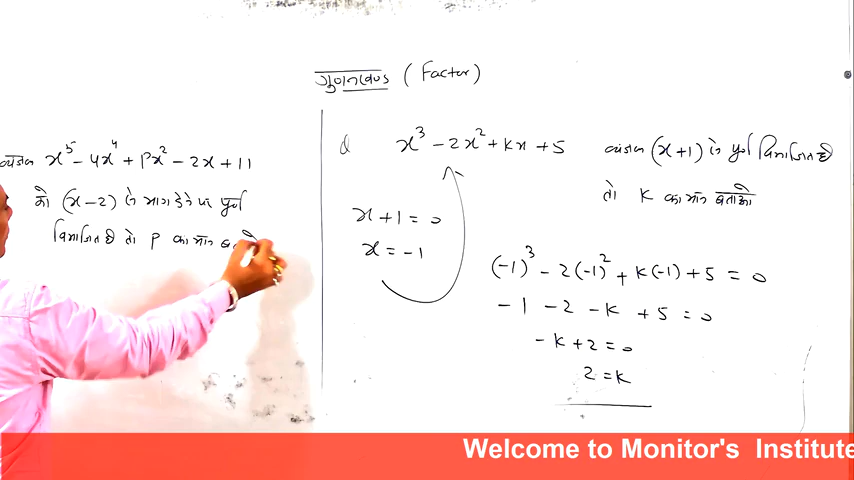 गुणनखण्ड (Factor)
व्यंजक x⁵ - 4x⁴ + Px² - 2x + 11
को (x-2) से भाग देने पर पूर्ण
विभाजित है तो P का मान
x³ - 2x² + kx + 5 व्यंजक (x+1) से पूर्ण विभाजित है
तो K का मान बताओ
x + 1 = 0
x = -1
(-1)³ - 2(-1)² + k(-1) + 5 = 0
-1 -2 -k +5 = 0
-k + 2 = 0
2 = k
Welcome to Monitor's Institute